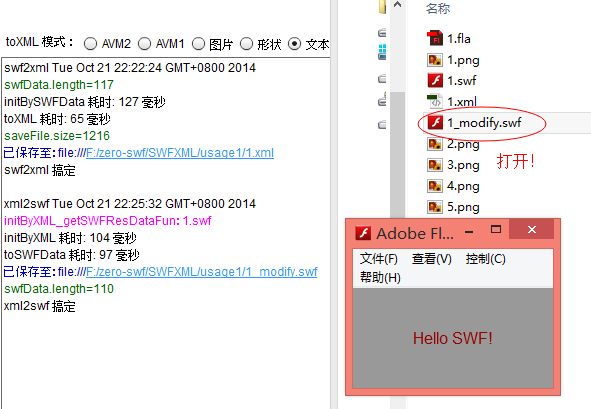 toXML 模式： AVM2 AVM1 图片 形状 文本
swf2xml Tue Oct 21 22:22:24 GMT+0800 2014
swfData.length=117
initBySWFData 耗时: 127 毫秒
toXML 耗时: 65 毫秒
saveFile.size=1216
已保存至: file:///F:/zero-swf/SWFXML/usage1/1.xml
swf2xml 搞定
xml2swf Tue Oct 21 22:25:32 GMT+0800 2014
initByXML_getSWFResDataFun: 1.swf
initByXML 耗时: 104 毫秒
toSWFData 耗时: 97 毫秒
已保存至: file:///F:/zero-swf/SWFXML/usage1/1_modify.swf
swfData.length=110
xml2swf 搞定
名称
1.fla
1.png
1.swf
1.xml
1_modify.swf
2.png
打开！
3.png
4.png
5.png
Adobe Fl...
文件(F) 查看(V) 控制(C)
帮助(H)
Hello SWF!